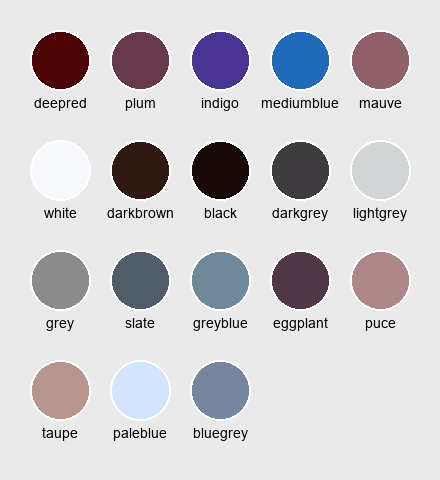 deepred plum indigo mediumblue mauve
white darkbrown black darkgrey lightgrey
grey slate greyblue eggplant puce
taupe paleblue bluegrey